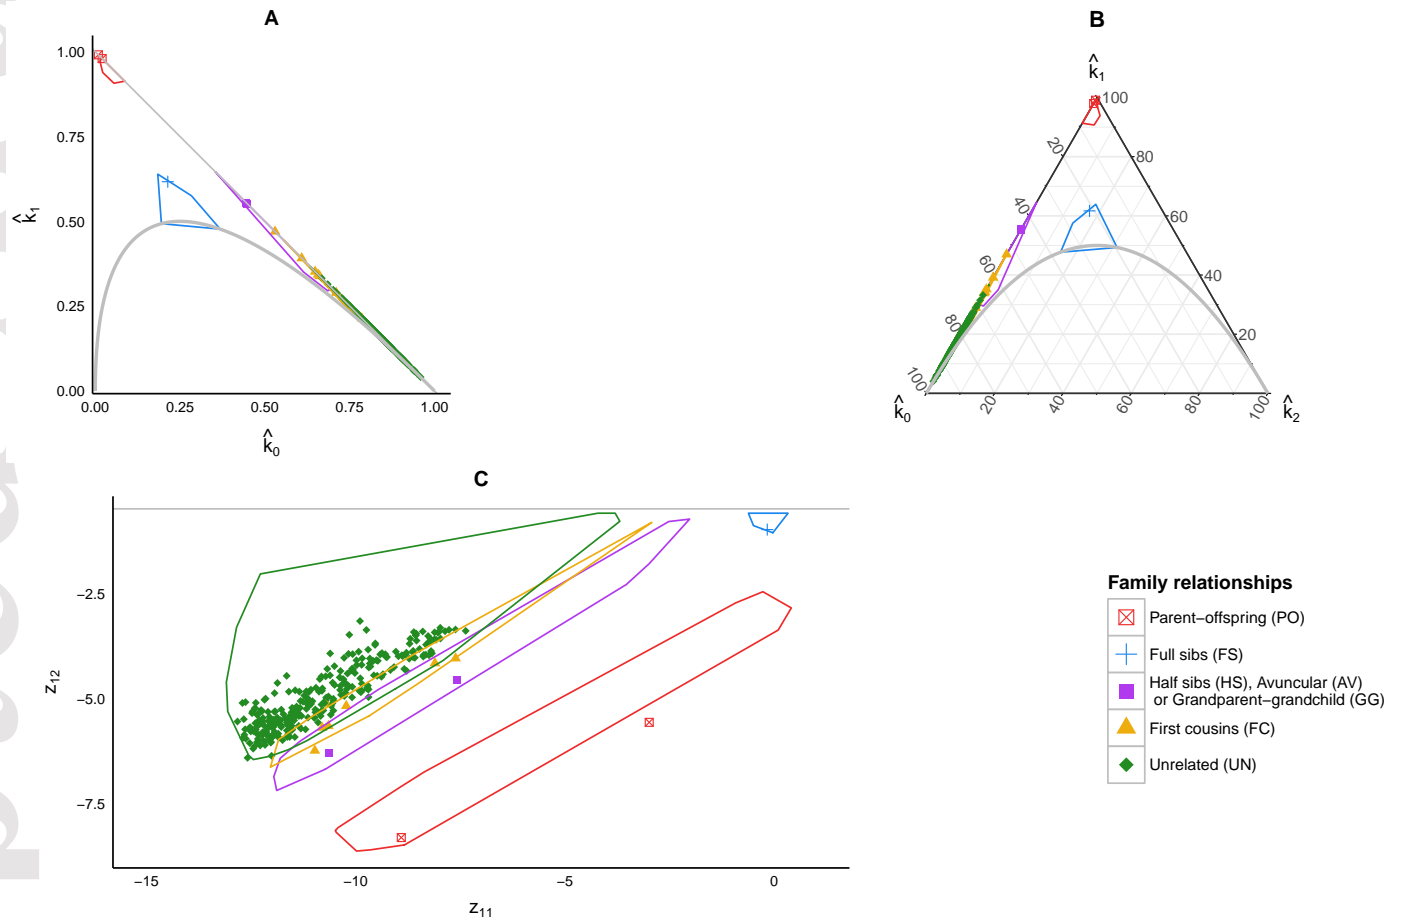 A
1.00
0.75
0.50
0.25
0.00
k̂1
0.00 0.25 0.50 0.75 1.00
k̂0
B
k̂1
100
80
60
40
20
20
40
60
80
100
20 40 60 80 100
k̂0
k̂2
C
−2.5
−5.0
−7.5
z12
−15 −10 −5 0
z11
Family relationships
Parent−offspring (PO)
Full sibs (FS)
Half sibs (HS), Avuncular (AV)
or Grandparent−grandchild (GG)
First cousins (FC)
Unrelated (UN)